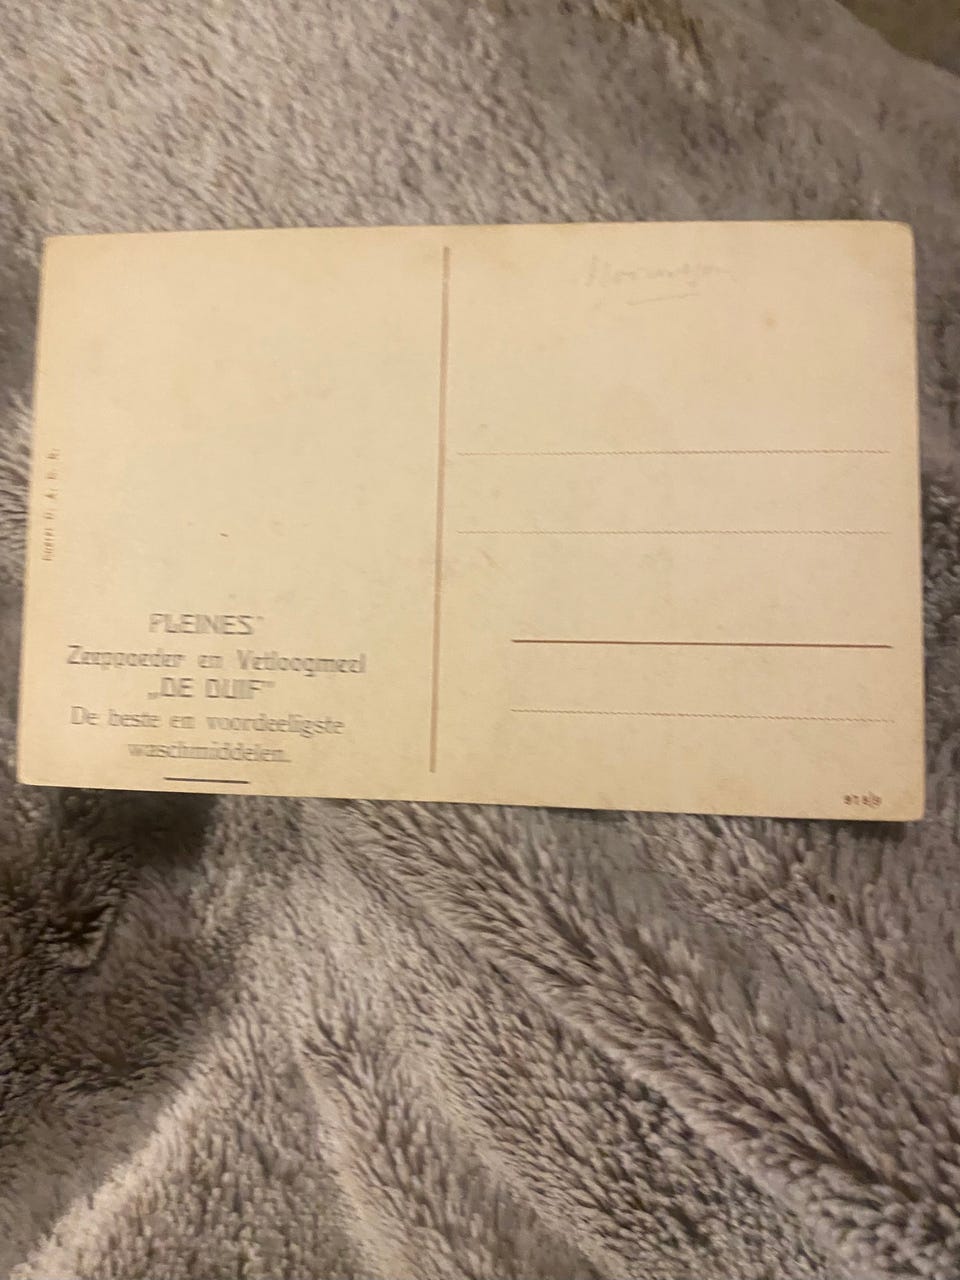 PLEINES'
Zeeppoeder en Vetloogmeel
„DE DUIF"
De beste en voordeeligste
waschmiddelen.